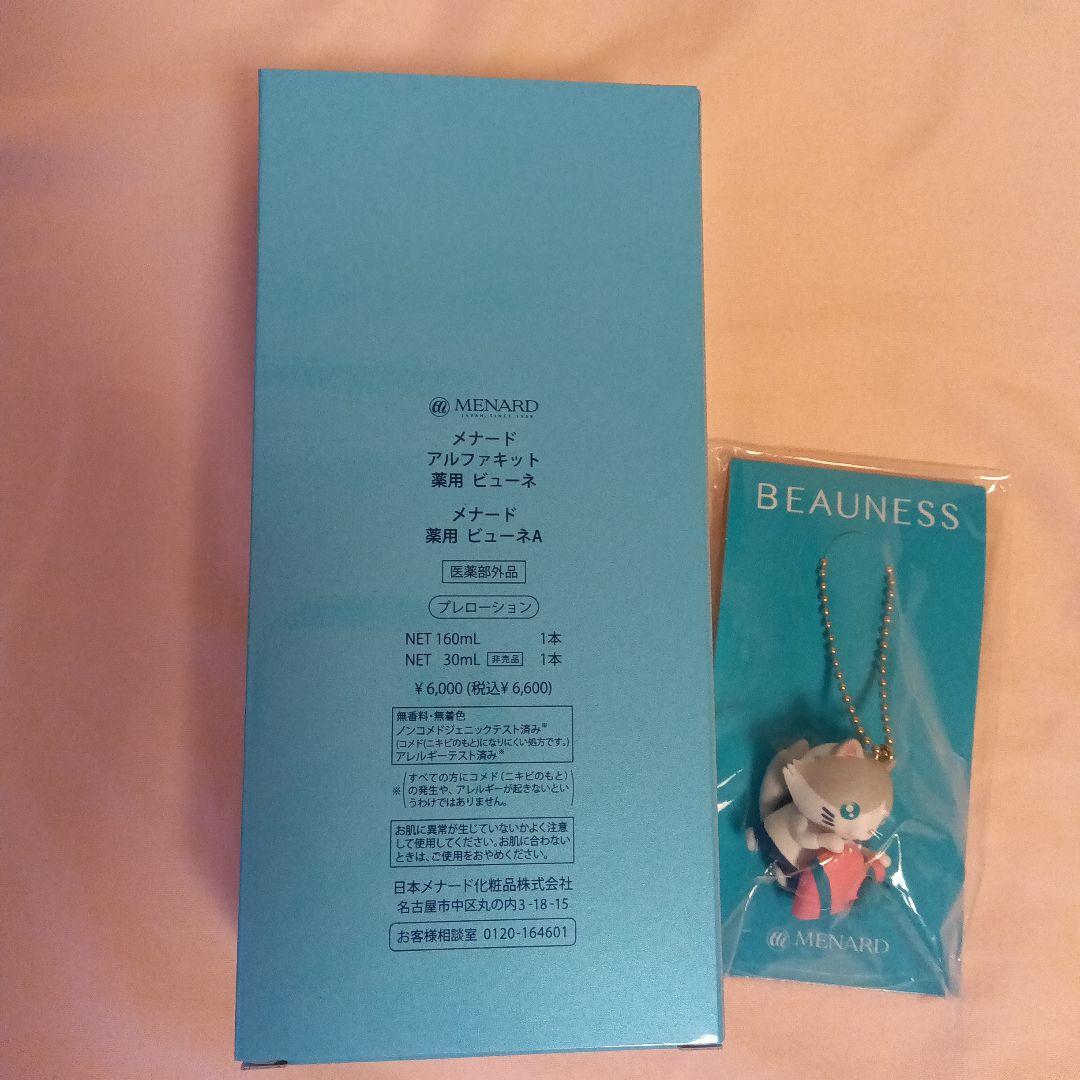 MENARD
JAPAN, SINCE 1959
メナード
アルファキット
薬用 ビューネ
メナード
薬用 ビューネA
医薬部外品
プレローション
NET 160mL 1本
NET 30mL 非売品 1本
¥6,000 (税込¥6,600)
無香料・無着色
ノンコメドジェニックテスト済み※
(コメド(ニキビのもと)になりにくい処方です。)
アレルギーテスト済み※
※(すべての方にコメド(ニキビのもと)
の発生や、アレルギーが起きないとい
うわけではありません。)
お肌に異常が生じていないかよく注意
して使用してください。お肌に合わない
ときは、ご使用をおやめください。
日本メナード化粧品株式会社
名古屋市中区丸の内3-18-15
お客様相談室 0120-164601
BEAUNESS
MENARD